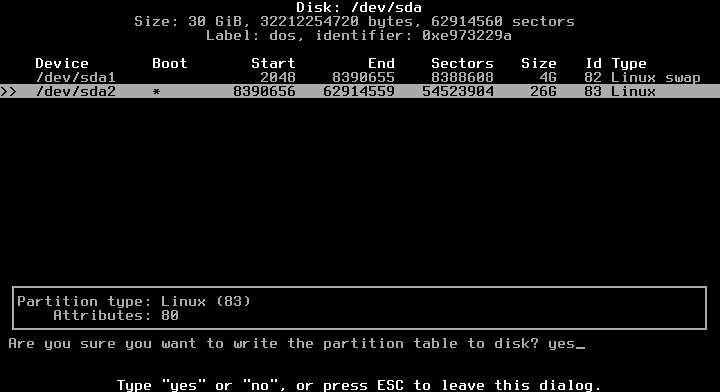 Disk: /dev/sda
Size: 30 GiB, 32212254720 bytes, 62914560 sectors
Label: dos, identifier: 0xe973229a
Device Boot Start End Sectors Size Id Type
/dev/sda1 2048 8390655 8388608 4G 82 Linux swap
>> /dev/sda2 * 8390656 62914559 54523904 26G 83 Linux
Partition type: Linux (83)
Attributes: 80
Are you sure you want to write the partition table to disk? yes_
Type "yes" or "no", or press ESC to leave this dialog.